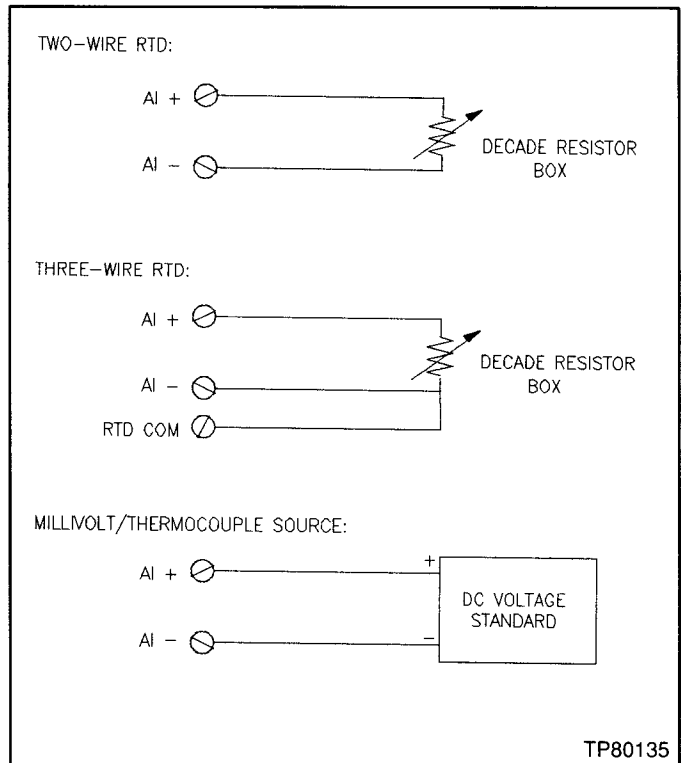 TWO-WIRE RTD:
AI +
AI -
DECADE RESISTOR
BOX
THREE-WIRE RTD:
AI +
AI -
RTD COM
DECADE RESISTOR
BOX
MILLIVOLT/THERMOCOUPLE SOURCE:
AI +
+
AI -
-
DC VOLTAGE
STANDARD
TP80135